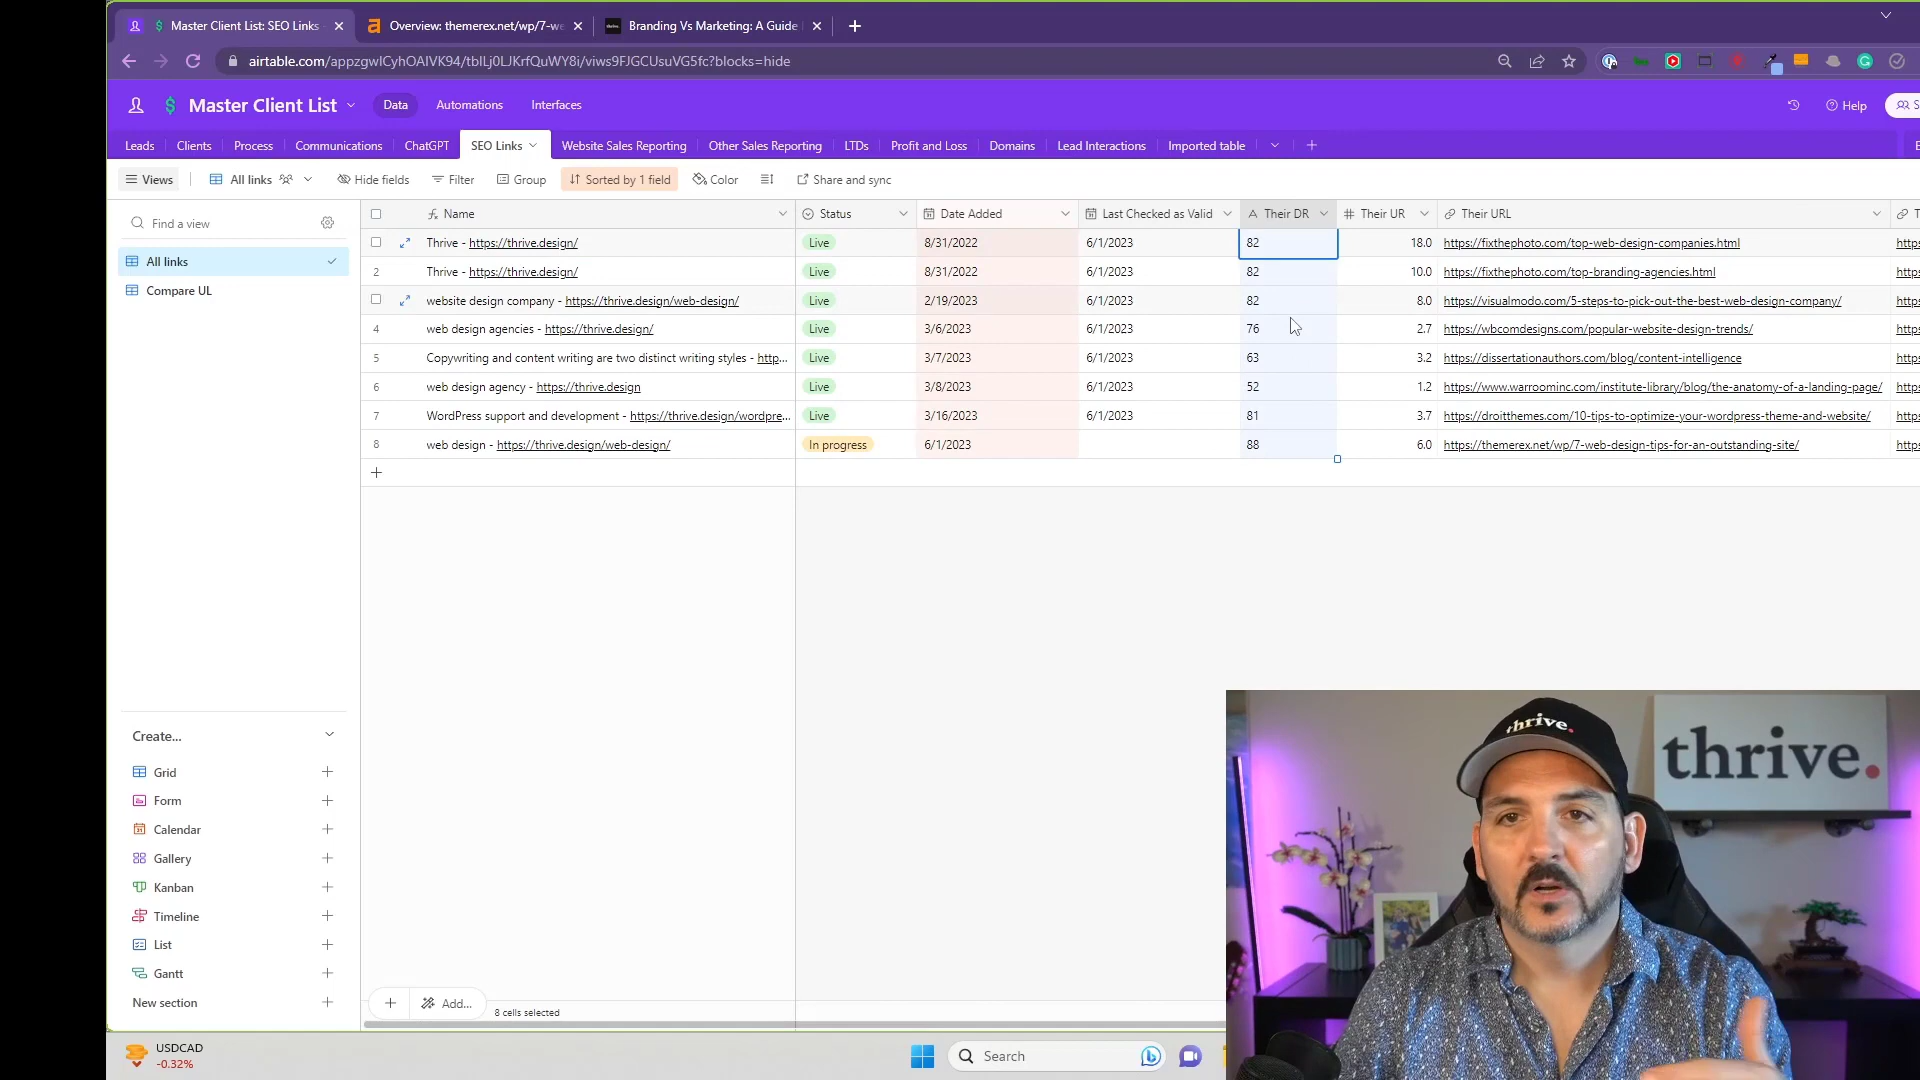 Master Client List: SEO Links
Overview: themerex.net/wp/7-we
Branding Vs Marketing: A Guide
airtable.com/appzgwlCyhOAIVK94/tblLj0LJKrfQuWY8i/viws9FJGCUsuVG5fc?blocks=hide
$ Master Client List
Data
Automations
Interfaces
Help
Leads
Clients
Process
Communications
ChatGPT
SEO Links
Website Sales Reporting
Other Sales Reporting
LTDs
Profit and Loss
Domains
Lead Interactions
Imported table
Views
All links
Hide fields
Filter
Group
Sorted by 1 field
Color
Share and sync
Find a view
All links
Compare UL
Name Status Date Added Last Checked as Valid Their DR Their UR Their URL
Thrive - https://thrive.design/ Live 8/31/2022 6/1/2023 82 18.0 https://fixthephoto.com/top-web-design-companies.html https:
2 Thrive - https://thrive.design/ Live 8/31/2022 6/1/2023 82 10.0 https://fixthephoto.com/top-branding-agencies.html https:
website design company - https://thrive.design/web-design/ Live 2/19/2023 6/1/2023 82 8.0 https://visualmodo.com/5-steps-to-pick-out-the-best-web-design-company/ https:
4 web design agencies - https://thrive.design/ Live 3/6/2023 6/1/2023 76 2.7 https://wbcomdesigns.com/popular-website-design-trends/ https:
5 Copywriting and content writing are two distinct writing styles - http... Live 3/7/2023 6/1/2023 63 3.2 https://dissertationauthors.com/blog/content-intelligence https:
6 web design agency - https://thrive.design Live 3/8/2023 6/1/2023 52 1.2 https://www.warroominc.com/institute-library/blog/the-anatomy-of-a-landing-page/ https:
7 WordPress support and development - https://thrive.design/wordpre... Live 3/16/2023 6/1/2023 81 3.7 https://droitthemes.com/10-tips-to-optimize-your-wordpress-theme-and-website/ https:
8 web design - https://thrive.design/web-design/ In progress 6/1/2023 88 6.0 https://themerex.net/wp/7-web-design-tips-for-an-outstanding-site/ https:
Create...
Grid
Form
Calendar
Gallery
Kanban
Timeline
List
Gantt
New section
Add...
8 cells selected
thrive.
thrive.
USDCAD
-0.32%
Search